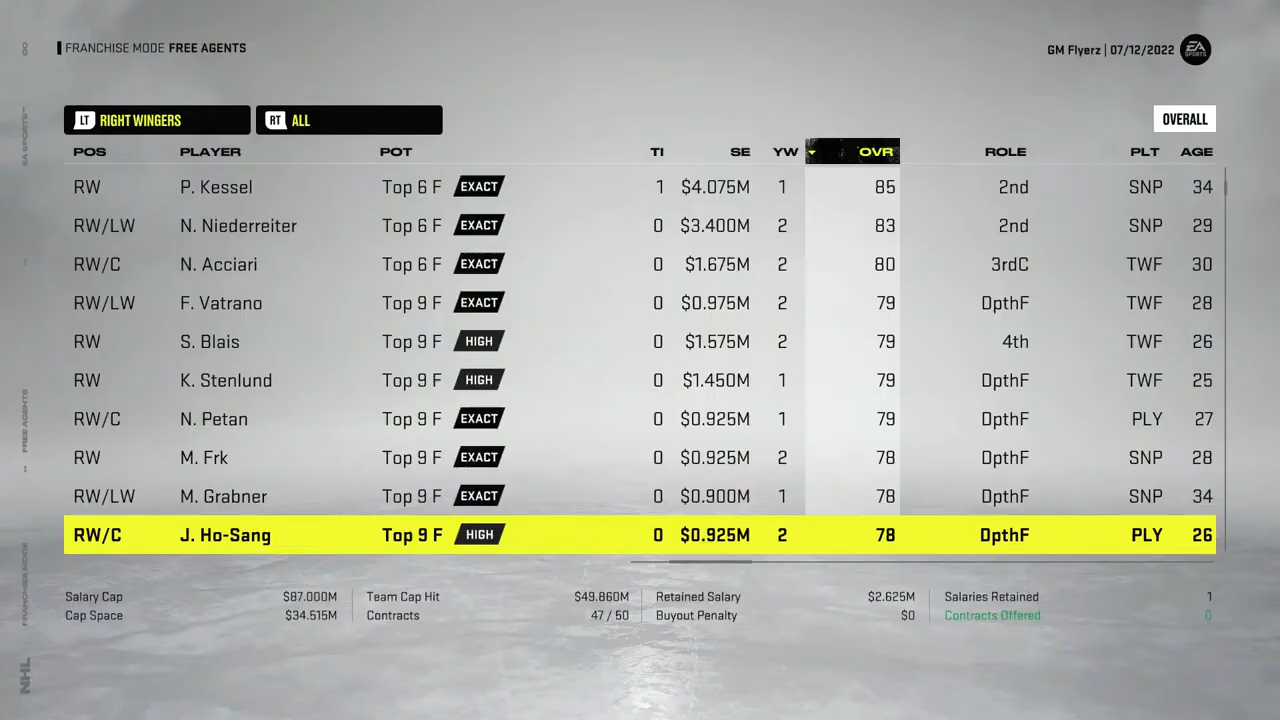 FRANCHISE MODE FREE AGENTS
GM Flyerz | 07/12/2022 EA SPORTS
LT RIGHT WINGERS RT ALL OVERALL
POS PLAYER POT TI SE YW OVR ROLE PLT AGE
RW P. Kessel Top 6 F EXACT 1 $4.075M 1 85 2nd SNP 34
RW/LW N. Niederreiter Top 6 F EXACT 0 $3.400M 2 83 2nd SNP 29
RW/C N. Acciari Top 6 F EXACT 0 $1.675M 2 80 3rdC TWF 30
RW/LW F. Vatrano Top 9 F EXACT 0 $0.975M 2 79 DpthF TWF 28
RW S. Blais Top 9 F HIGH 0 $1.575M 2 79 4th TWF 26
RW K. Stenlund Top 9 F HIGH 0 $1.450M 1 79 DpthF TWF 25
RW/C N. Petan Top 9 F EXACT 0 $0.925M 1 79 DpthF PLY 27
RW M. Frk Top 9 F EXACT 0 $0.925M 2 78 DpthF SNP 28
RW/LW M. Grabner Top 9 F EXACT 0 $0.900M 1 78 DpthF SNP 34
RW/C J. Ho-Sang Top 9 F HIGH 0 $0.925M 2 78 DpthF PLY 26
Salary Cap $87.000M Team Cap Hit $49.860M Retained Salary $2.625M Salaries Retained 1
Cap Space $34.515M Contracts 47 / 50 Buyout Penalty $0 Contracts Offered 0
EA SPORTS™
FREE AGENTS
FRANCHISE MODE
NHL